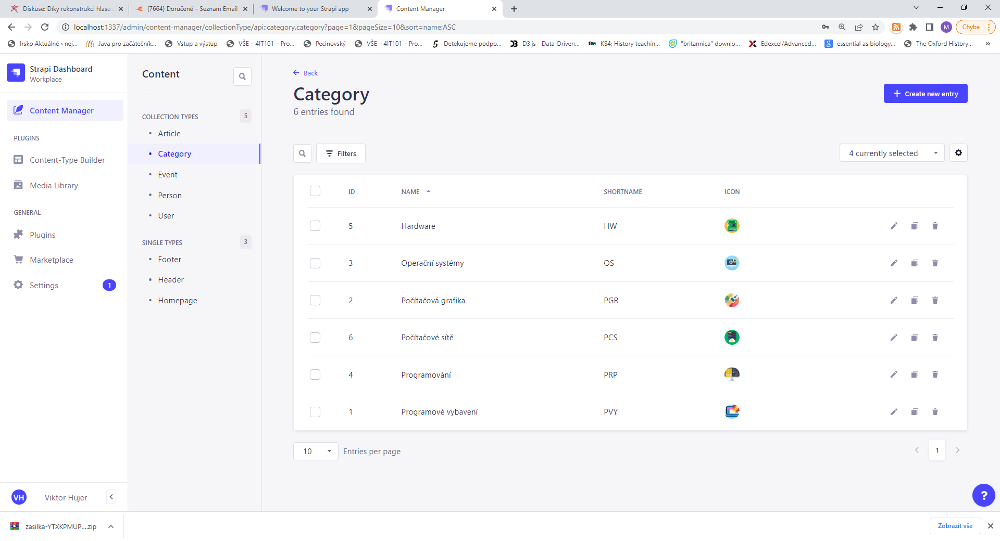 Diskuse: Díky rekonstrukci hlasu
(7664) Doručené – Seznam Email
Welcome to your Strapi app
Content Manager
localhost:1337/admin/content-manager/collectionType/api::category.category?page=1&pageSize=10&sort=name:ASC
M
Chyba
Irsko Aktuálně › nej...
Java pro začátečník...
Vstup a výstup
VŠE – 4IT101 – Pro...
Pecinovský
VŠE – 4IT101 – Pro...
Detekujeme podpo...
D3.js - Data-Driven...
tes
KS4: History teachin...
"britannica" downlo...
Edexcel/Advanced...
essential as biology...
The Oxford History...
»
Strapi Dashboard
Workplace
Content Manager
PLUGINS
Content-Type Builder
Media Library
GENERAL
Plugins
Marketplace
Settings
1
VH
Viktor Hujer
Content
COLLECTION TYPES
5
Article
Category
Event
Person
User
SINGLE TYPES
3
Footer
Header
Homepage
Back
Category
6 entries found
Create new entry
Filters
4 currently selected
ID NAME SHORTNAME ICON
5 Hardware HW
3 Operační systémy OS
2 Počítačová grafika PGR
6 Počítačové sítě PCS
4 Programování PRP
1 Programové vybavení PVY
10
Entries per page
1
?
zasilka-YTXKPMUP....zip
Zobrazit vše